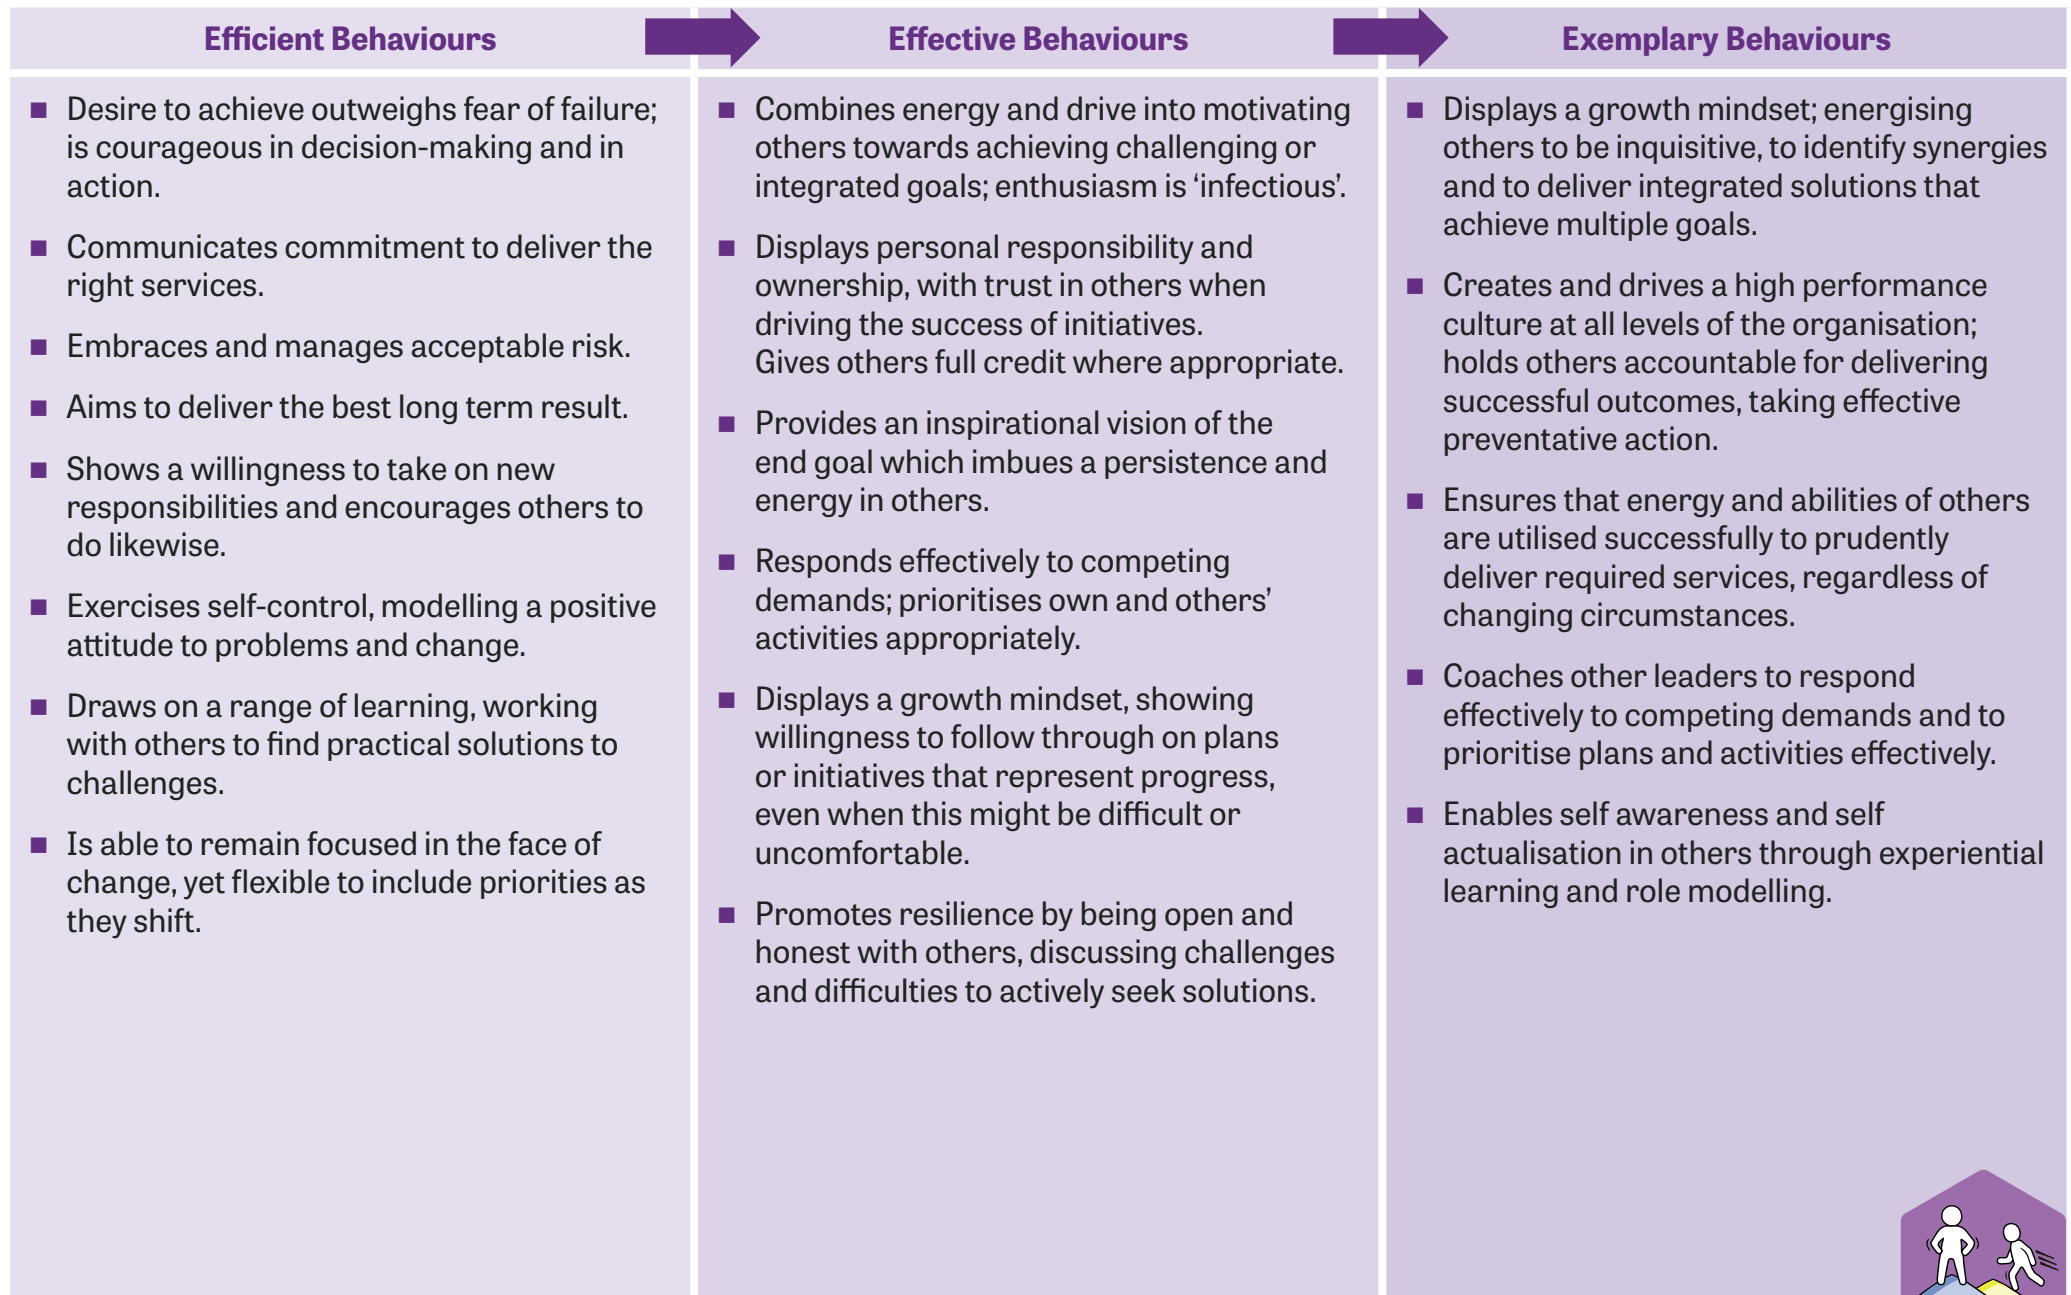 Efficient Behaviours
Effective Behaviours
Exemplary Behaviours
■ Desire to achieve outweighs fear of failure;
is courageous in decision-making and in
action.
■ Communicates commitment to deliver the
right services.
■ Embraces and manages acceptable risk.
■ Aims to deliver the best long term result.
■ Shows a willingness to take on new
responsibilities and encourages others to
do likewise.
■ Exercises self-control, modelling a positive
attitude to problems and change.
■ Draws on a range of learning, working
with others to find practical solutions to
challenges.
■ Is able to remain focused in the face of
change, yet flexible to include priorities as
they shift.
■ Combines energy and drive into motivating
others towards achieving challenging or
integrated goals; enthusiasm is ‘infectious’.
■ Displays personal responsibility and
ownership, with trust in others when
driving the success of initiatives.
Gives others full credit where appropriate.
■ Provides an inspirational vision of the
end goal which imbues a persistence and
energy in others.
■ Responds effectively to competing
demands; prioritises own and others’
activities appropriately.
■ Displays a growth mindset, showing
willingness to follow through on plans
or initiatives that represent progress,
even when this might be difficult or
uncomfortable.
■ Promotes resilience by being open and
honest with others, discussing challenges
and difficulties to actively seek solutions.
■ Displays a growth mindset; energising
others to be inquisitive, to identify synergies
and to deliver integrated solutions that
achieve multiple goals.
■ Creates and drives a high performance
culture at all levels of the organisation;
holds others accountable for delivering
successful outcomes, taking effective
preventative action.
■ Ensures that energy and abilities of others
are utilised successfully to prudently
deliver required services, regardless of
changing circumstances.
■ Coaches other leaders to respond
effectively to competing demands and to
prioritise plans and activities effectively.
■ Enables self awareness and self
actualisation in others through experiential
learning and role modelling.